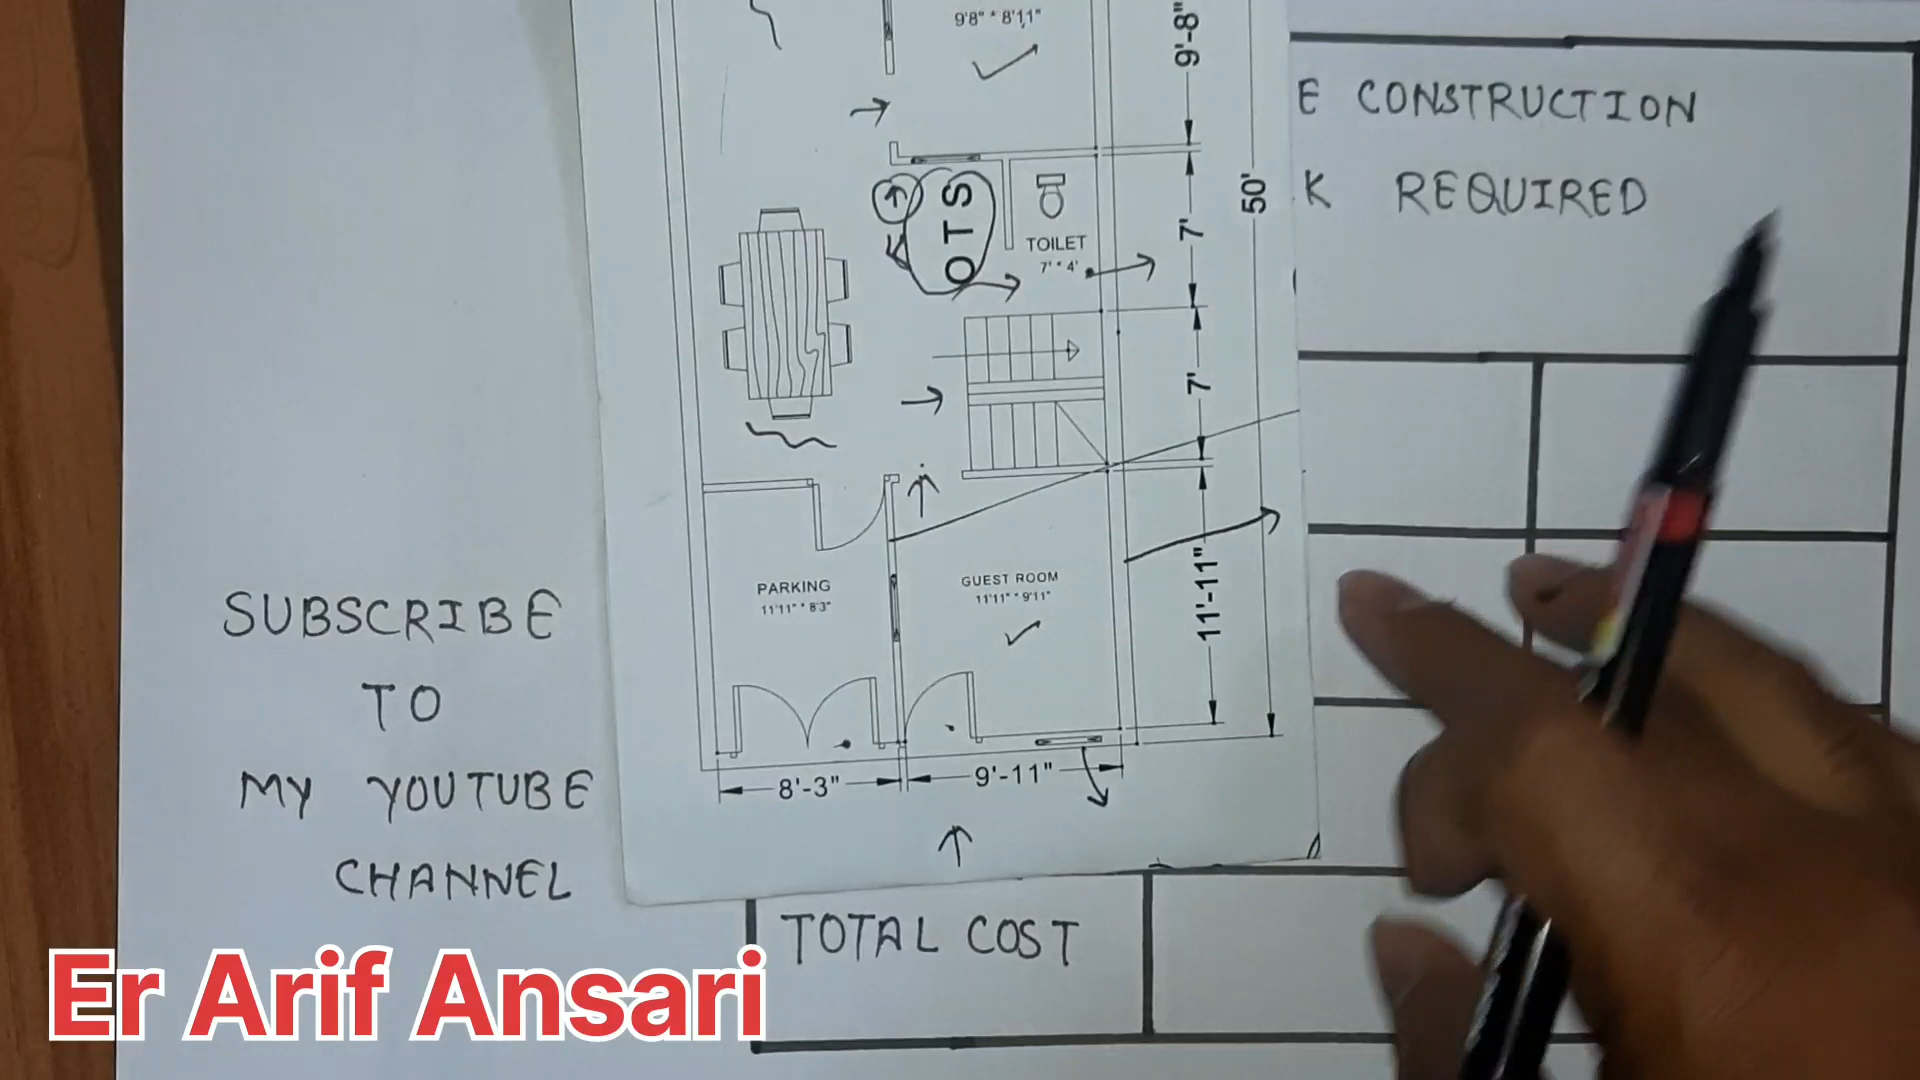 9'8" * 8'11"
9'-8"
E CONSTRUCTION
K REQUIRED
OTS
TOILET
7' * 4'
7'
50'
7'
PARKING
11'11" * 8'3"
GUEST ROOM
11'11" * 9'11"
11'-11"
8'-3"
9'-11"
SUBSCRIBE
TO
MY YOUTUBE
CHANNEL
TOTAL COST
Er Arif Ansari